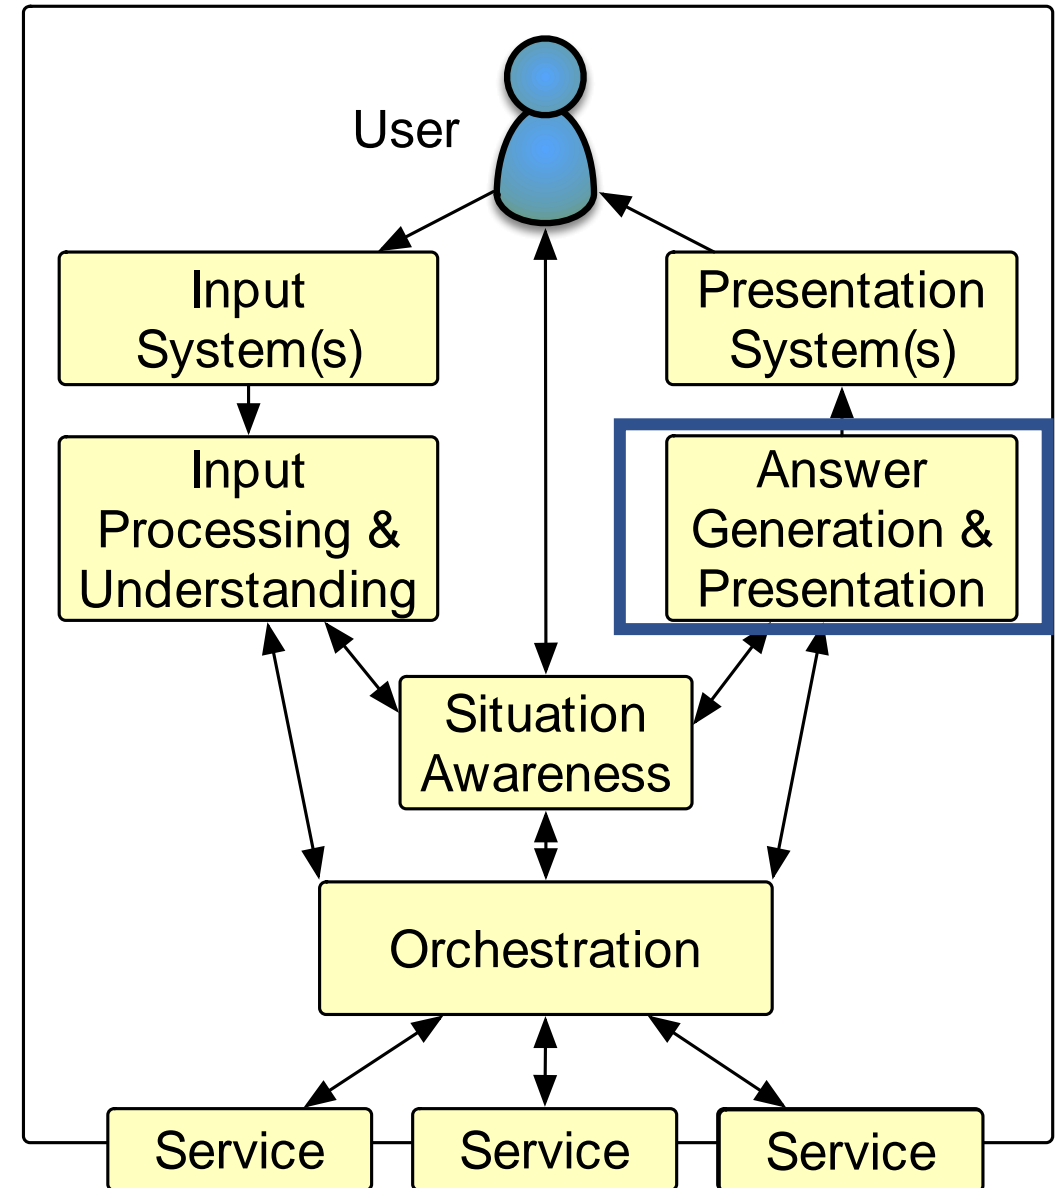 User
Input
System(s)
Presentation
System(s)
Input
Processing &
Understanding
Answer
Generation &
Presentation
Situation
Awareness
Orchestration
Service
Service
Service